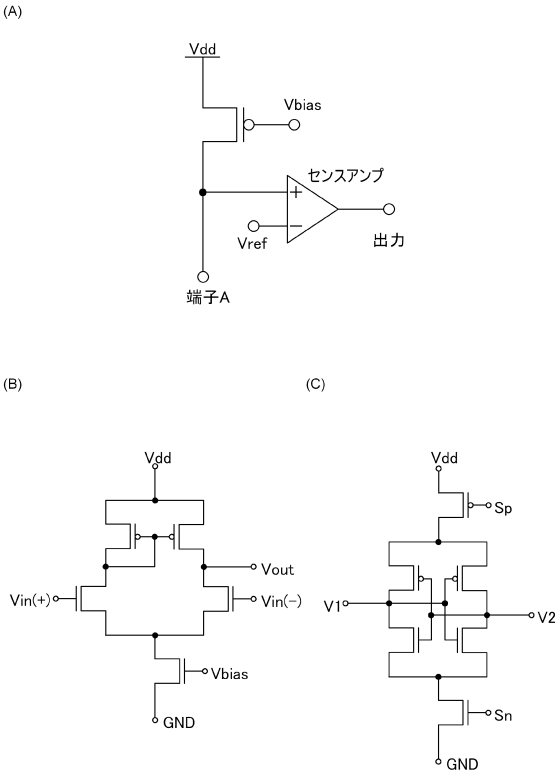 (A)
Vdd
Vbias
センスアンプ
+
−
Vref
出力
端子A
(B)
(C)
Vdd
Vout
Vin(+)
Vin(−)
Vbias
GND
Vdd
Sp
V1
V2
Sn
GND